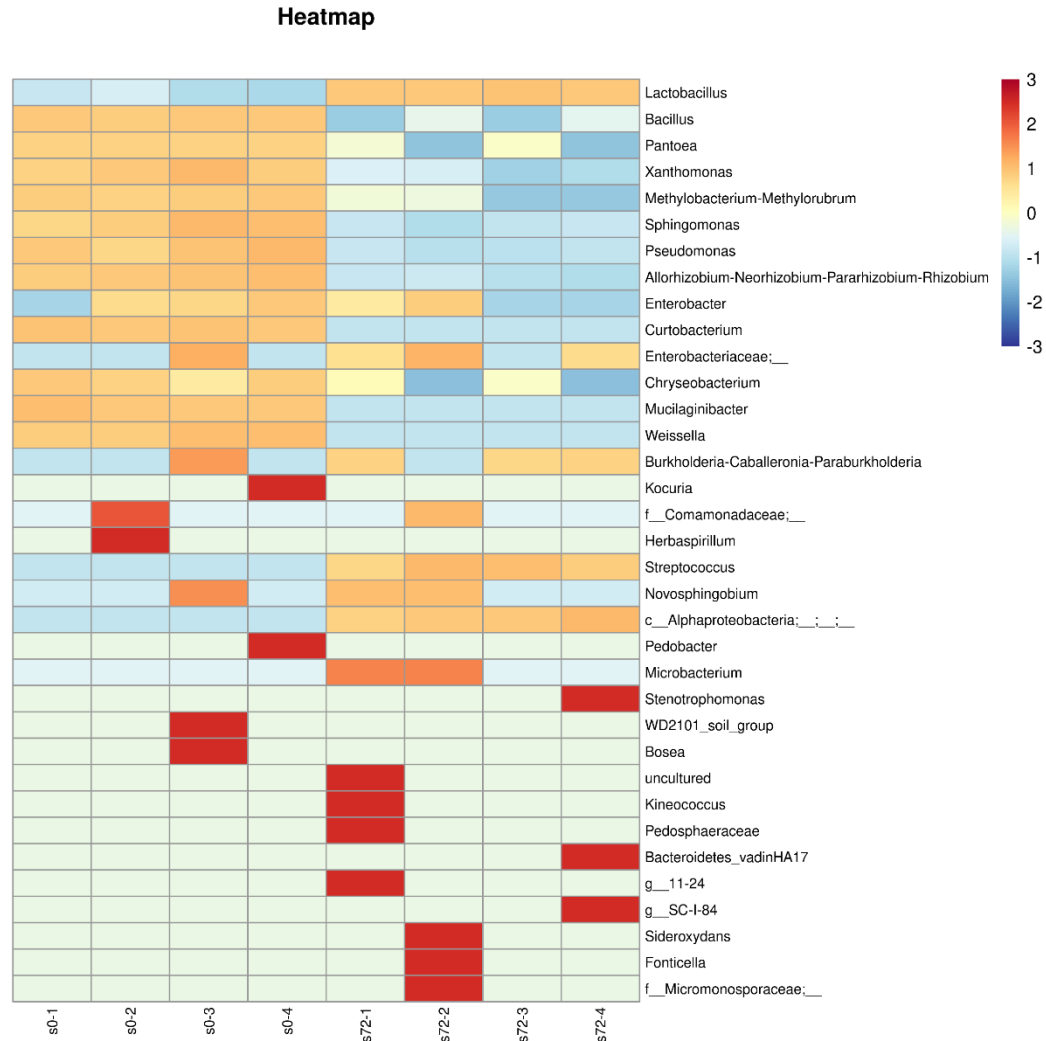 Heatmap
Lactobacillus
Bacillus
Pantoea
Xanthomonas
Methylobacterium-Methylorubrum
Sphingomonas
Pseudomonas
Allorhizobium-Neorhizobium-Pararhizobium-Rhizobium
Enterobacter
Curtobacterium
Enterobacteriaceae;__
Chryseobacterium
Mucilaginibacter
Weissella
Burkholderia-Caballeronia-Paraburkholderia
Kocuria
f__Comamonadaceae;__
Herbaspirillum
Streptococcus
Novosphingobium
c__Alphaproteobacteria;__;__;__
Pedobacter
Microbacterium
Stenotrophomonas
WD2101_soil_group
Bosea
uncultured
Kineococcus
Pedosphaeraceae
Bacteroidetes_vadinHA17
g__11-24
g__SC-I-84
Sideroxydans
Fonticella
f__Micromonosporaceae;__
3
2
1
0
-1
-2
-3
s0-1
s0-2
s0-3
s0-4
s72-1
s72-2
s72-3
s72-4